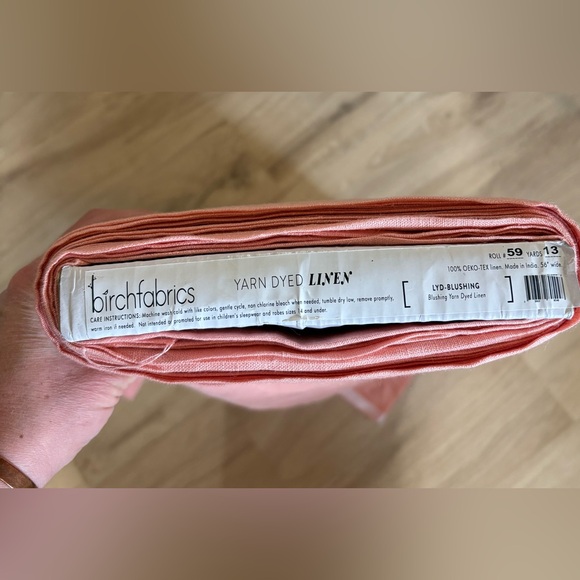 ROLL # 59 YARDS 13
100% OEKO-TEX linen. Made in India. 56" wide
YARN DYED LINEN
birchfabrics
LYD-BLUSHING
Blushing Yarn Dyed Linen
CARE INSTRUCTIONS: Machine wash cold with like colors, gentle cycle, non chlorine bleach when needed, tumble dry low, remove promptly,
warm iron if needed. Not intended or promoted for use in children's sleepwear and robes sizes 14 and under.